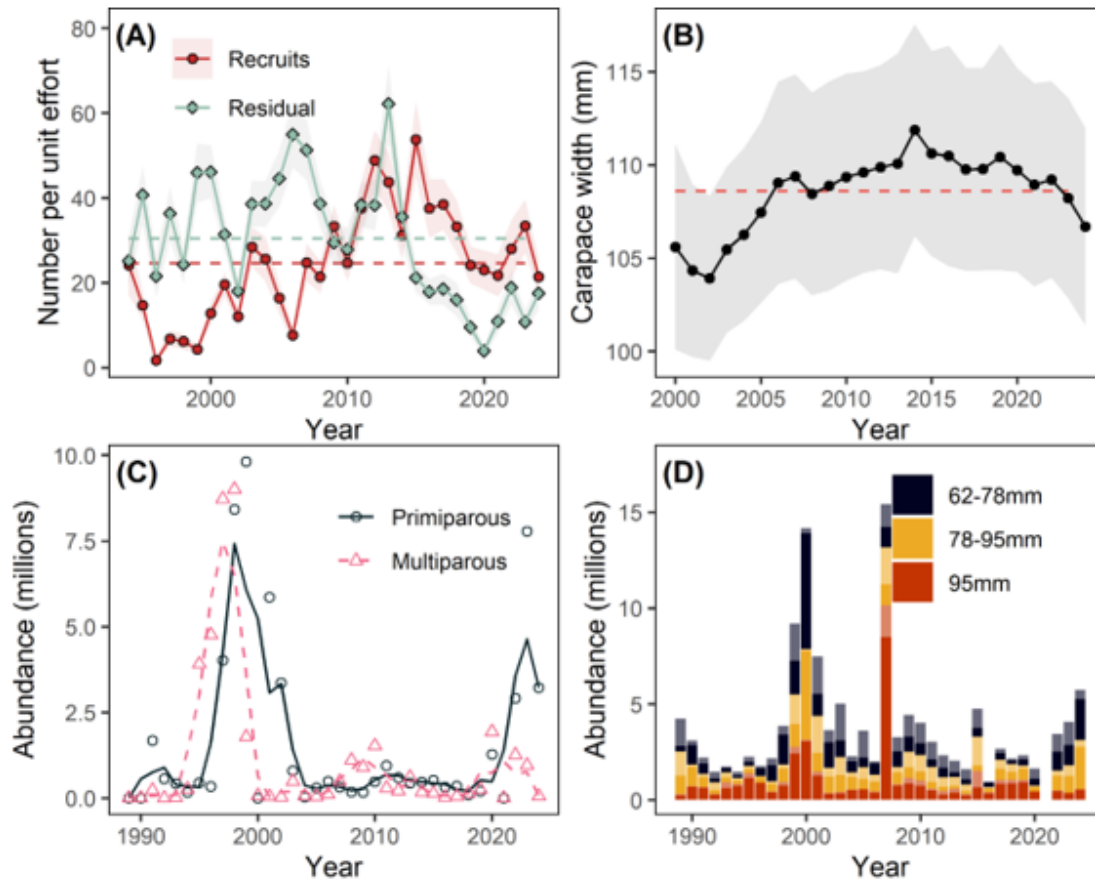 (A)
Recruits
Residual
Number per unit effort
80
60
40
20
0
2000
2010
2020
Year
(B)
Carapace width (mm)
115
110
105
100
2000
2005
2010
2015
2020
Year
(C)
Primiparous
Multiparous
Abundance (millions)
10.0
7.5
5.0
2.5
0.0
1990
2000
2010
2020
Year
(D)
62-78mm
78-95mm
95mm
Abundance (millions)
15
10
5
0
1990
2000
2010
2020
Year